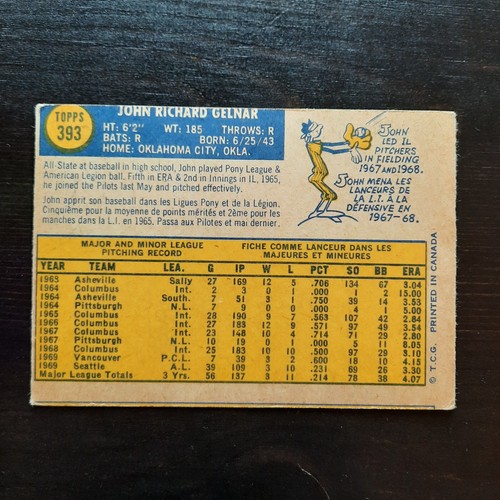 TOPPS
393
JOHN RICHARD GELNAR
HT: 6'2" WT: 185 THROWS: R
BATS: R BORN: 6/25/43
HOME: OKLAHOMA CITY, OKLA.
All-State at baseball in high school, John played Pony League &
American Legion ball. Fifth in ERA & 2nd in Innings in IL, 1965,
he joined the Pilots last May and pitched effectively.
John apprit son baseball dans les Ligues Pony et de la Légion.
Cinquième pour la moyenne de points mérités et 2ème pour les
manches dans la L.I. en 1965. Passa aux Pilotes et mai dernier.
JOHN
LED IL
PITCHERS
IN FIELDING
1967 AND 1968.
JOHN MENA LES
LANCEURS DE
LA L.I. À LA
DÉFENSIVE EN
1967-68.
MAJOR AND MINOR LEAGUE PITCHING RECORD
FICHE COMME LANCEUR DANS LES MAJEURES ET MINEURES
YEAR TEAM LEA. G IP W L PCT SO BB ERA
1963 Asheville Sally 27 169 12 5 .706 134 67 3.04
1964 Columbus Int. 2 3 0 1 .000 1 2 15.00
1964 Asheville South. 7 51 3 1 .750 39 14 3.53
1964 Pittsburgh N.L. 7 9 0 0 .000 4 1 5.00
1965 Columbus Int. 28 190 9 7 .563 107 42 2.84
1966 Columbus Int. 27 183 12 9 .571 97 49 3.54
1967 Columbus Int. 23 148 10 4 .714 71 29 2.80
1967 Pittsburgh N.L. 10 19 0 1 .000 5 11 8.05
1968 Columbus Int. 25 183 10 10 .500 90 33 3.15
1969 Vancouver P.C.L. 7 39 3 2 .600 15 10 3.00
1969 Seattle A.L. 39 109 3 10 .231 69 26 3.30
Major League Totals 3 Yrs. 56 137 3 11 .214 78 38 4.07
© T.C.G. PRINTED IN CANADA